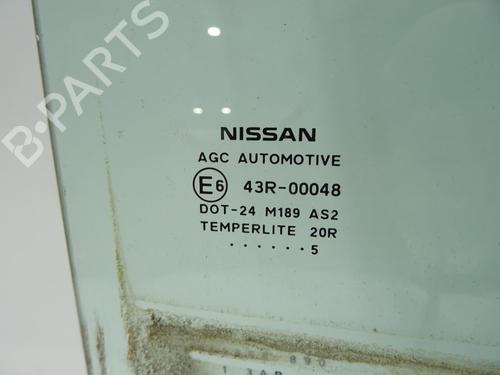 B-PARTS
NISSAN
AGC AUTOMOTIVE
E6 43R-00048
DOT-24 M189 AS2
TEMPERLITE 20R
· · · · · · 5